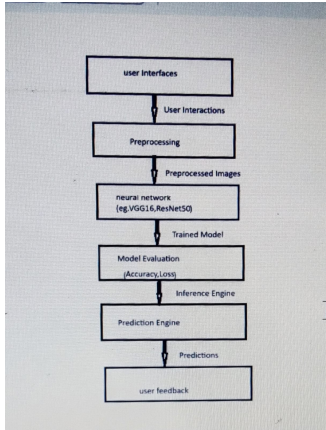 user Interfaces
User Interactions
Preprocessing
Preprocessed Images
neural network
(eg.VGG16,ResNet50)
Trained Model
Model Evaluation
(Accuracy,Loss)
Inference Engine
Prediction Engine
Predictions
user feedback